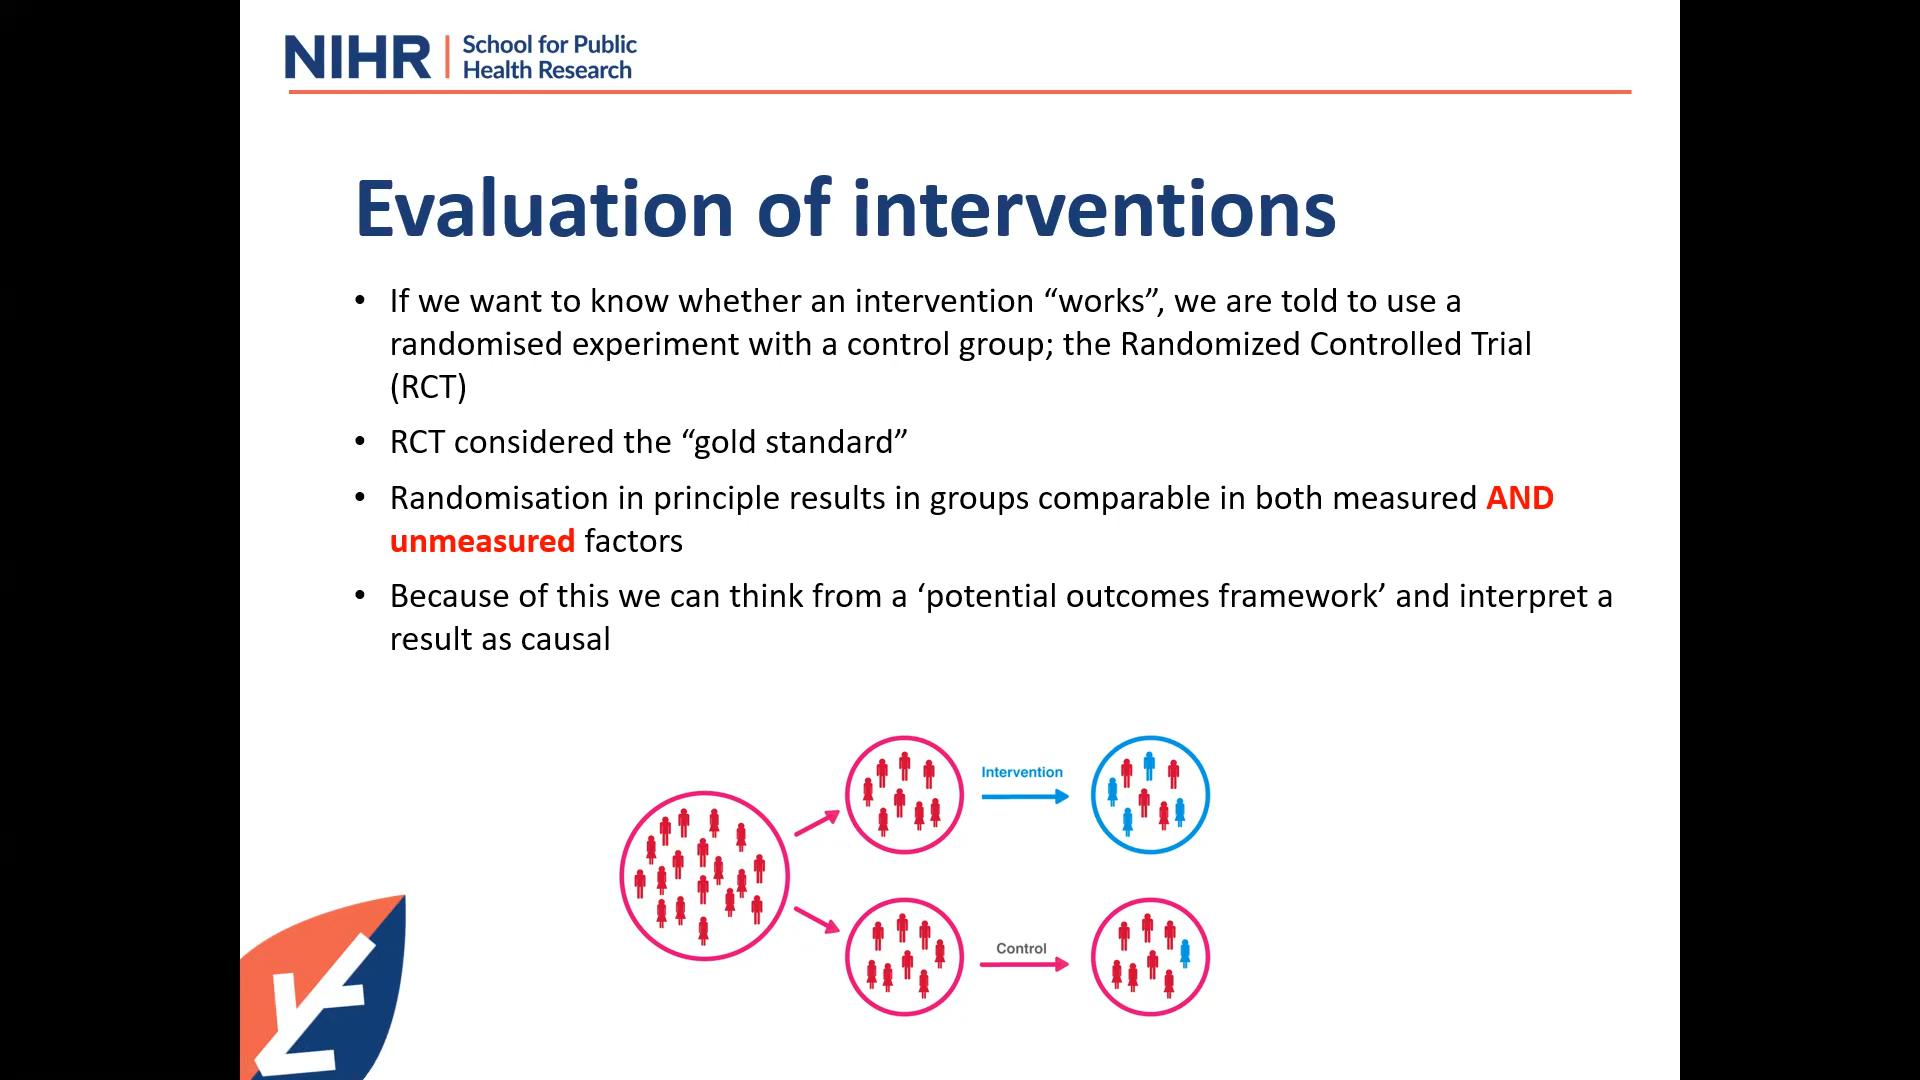 NIHR
School for Public
Health Research
Evaluation of interventions
• If we want to know whether an intervention “works”, we are told to use a
randomised experiment with a control group; the Randomized Controlled Trial
(RCT)
• RCT considered the “gold standard”
• Randomisation in principle results in groups comparable in both measured AND
unmeasured factors
• Because of this we can think from a ‘potential outcomes framework’ and interpret a
result as causal
Intervention
Control